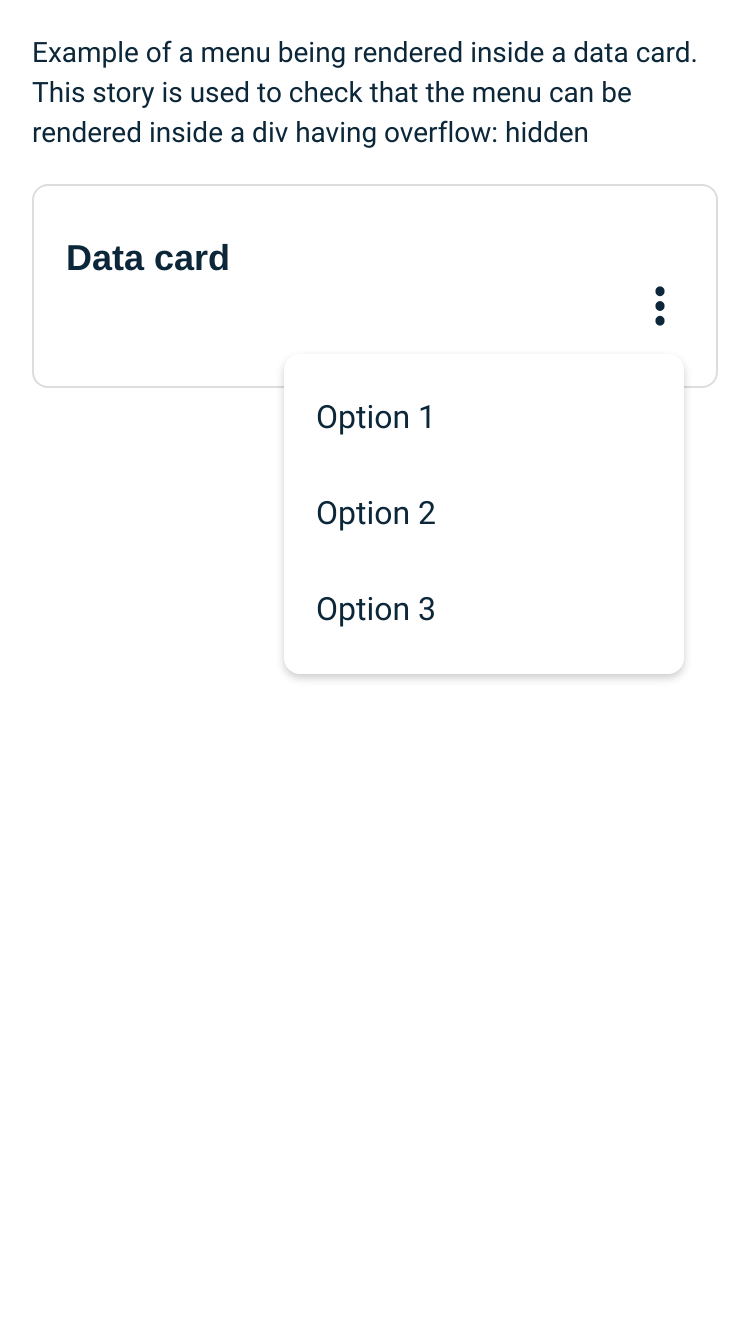 Example of a menu being rendered inside a data card.
This story is used to check that the menu can be
rendered inside a div having overflow: hidden
Data card
Option 1
Option 2
Option 3